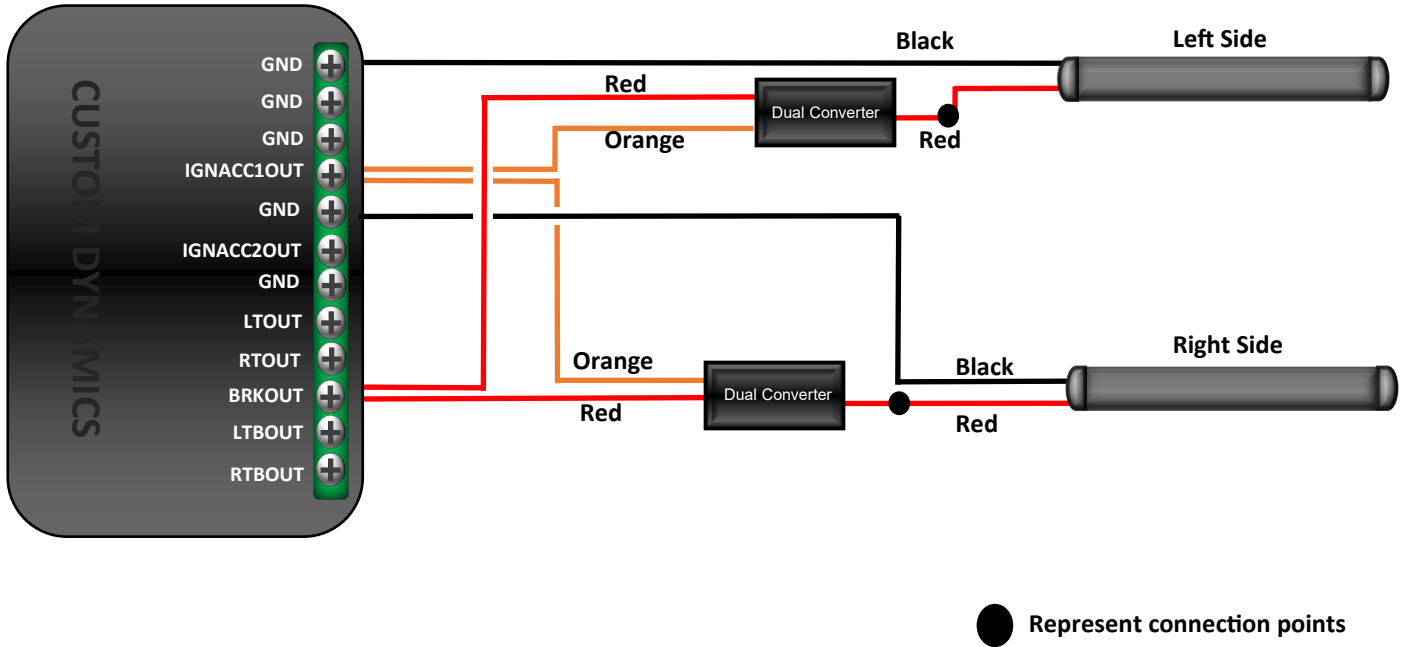 CUSTOM DYNAMICS
GND
GND
GND
IGNACC1OUT
GND
IGNACC2OUT
GND
LTOUT
RTOUT
BRKOUT
LTBOUT
RTBOUT
Black
Left Side
Red
Dual Converter
Orange
Red
Orange
Dual Converter
Red
Right Side
Black
Red
Represent connection points